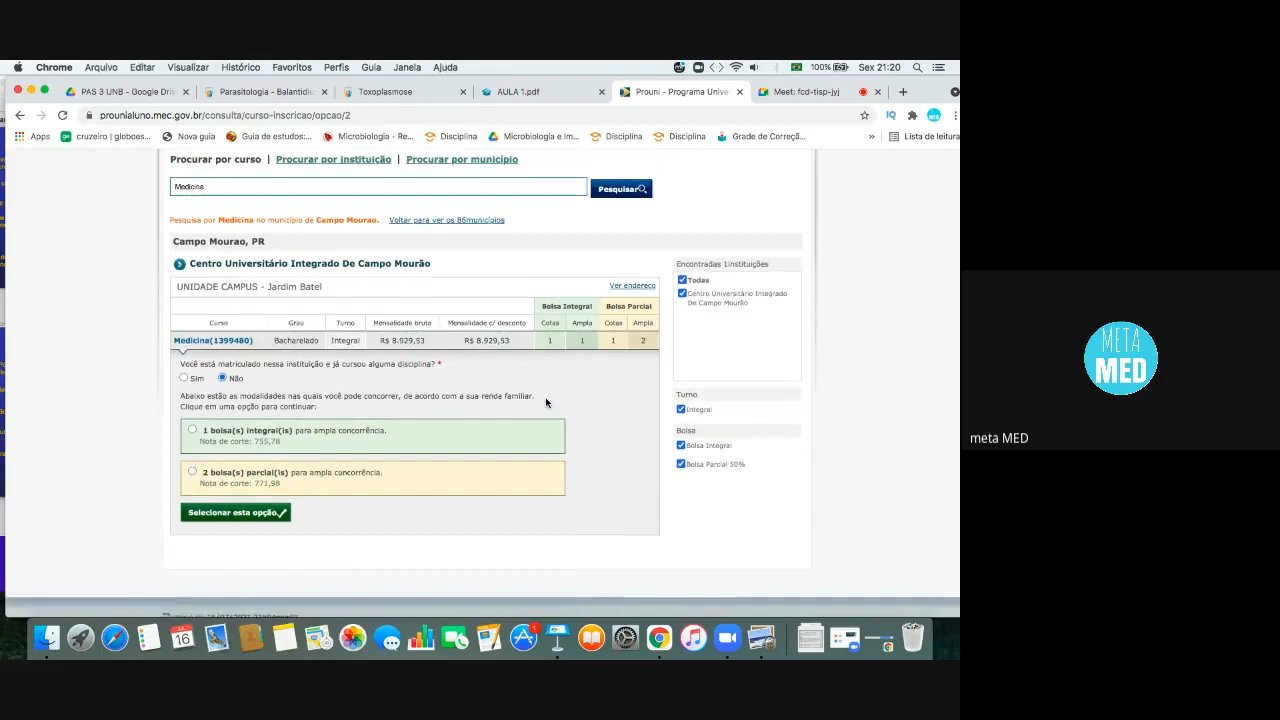 Chrome Arquivo Editar Visualizar Histórico Favoritos Perfis Guia Janela Ajuda 100% Sex 21:20
PAS 3 UNB - Google Dri Parasitologia - Balantidiu Toxoplasmose AULA 1.pdf Prouni - Programa Unive Meet: fcd-tisp-jyj
prounialuno.mec.gov.br/consulta/curso-inscricao/opcao/2 IQ
Apps cruzeiro | globoes... Nova guia Guia de estudos:... Microbiologia - Re... Disciplina Microbiologia e Im... Disciplina Disciplina Grade de Correçã... » Lista de leitura
Procurar por curso | Procurar por instituição | Procurar por município
Medicina Pesquisar
Pesquisa por Medicina no município de Campo Mourao. Voltar para ver os 86municípios
Campo Mourao, PR
Centro Universitário Integrado De Campo Mourão
UNIDADE CAMPUS - Jardim Batel Ver endereco
Bolsa Integral Bolsa Parcial
Curso Grau Turno Mensalidade bruta Mensalidade c/ desconto Cotas Ampla Cotas Ampla
Medicina(1399480) Bacharelado Integral R$ 8.929,53 R$ 8.929,53 1 1 1 2
Você está matriculado nessa instituição e já cursou alguma disciplina? *
Sim Não
Abaixo estão as modalidades nas quais você pode concorrer, de acordo com a sua renda familiar.
Clique em uma opção para continuar:
1 bolsa(s) integral(is) para ampla concorrência.
Nota de corte: 755,78
2 bolsa(s) parcial(is) para ampla concorrência.
Nota de corte: 771,98
Selecionar esta opção
Encontradas 1instituições
Todas
Centro Universitário Integrado
De Campo Mourão
Turno
Integral
Bolsa
Bolsa Integral
Bolsa Parcial 50%
JUL
16
1
META
MED
meta MED